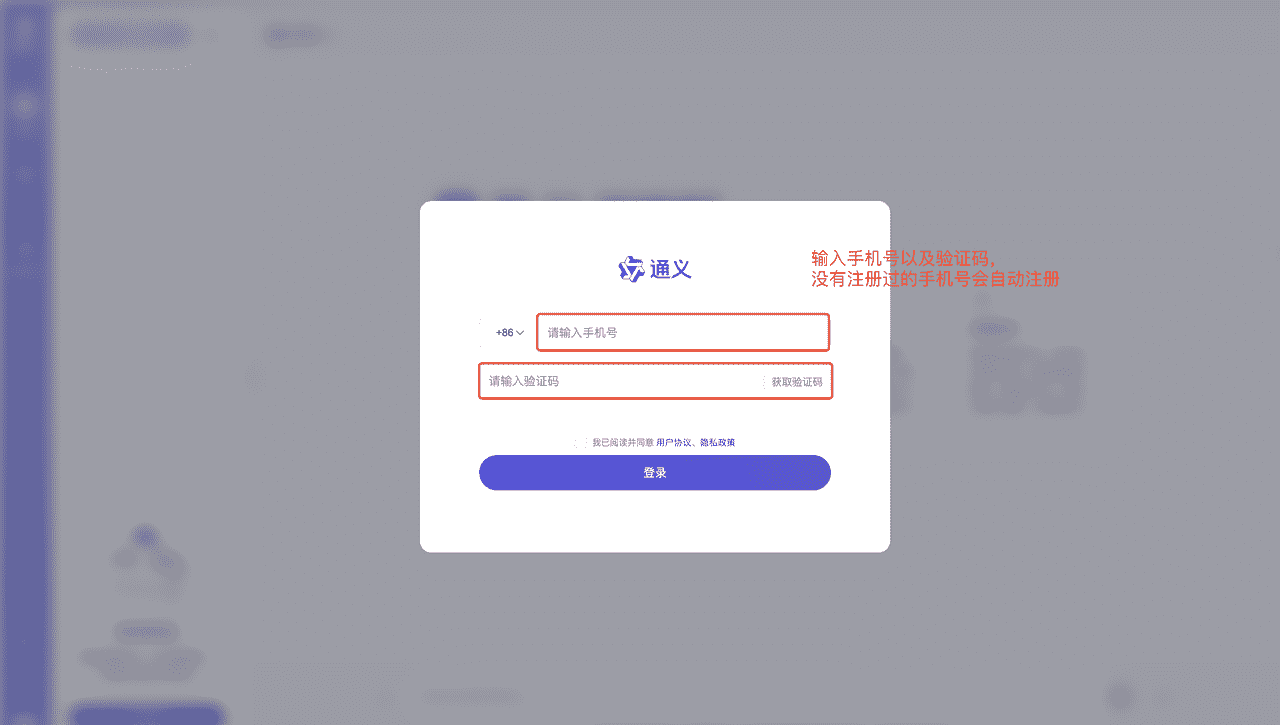 通义
输入手机号以及验证码,
没有注册过的手机号会自动注册
+86
请输入手机号
请输入验证码
获取验证码
我已阅读并同意 用户协议、隐私政策
登录